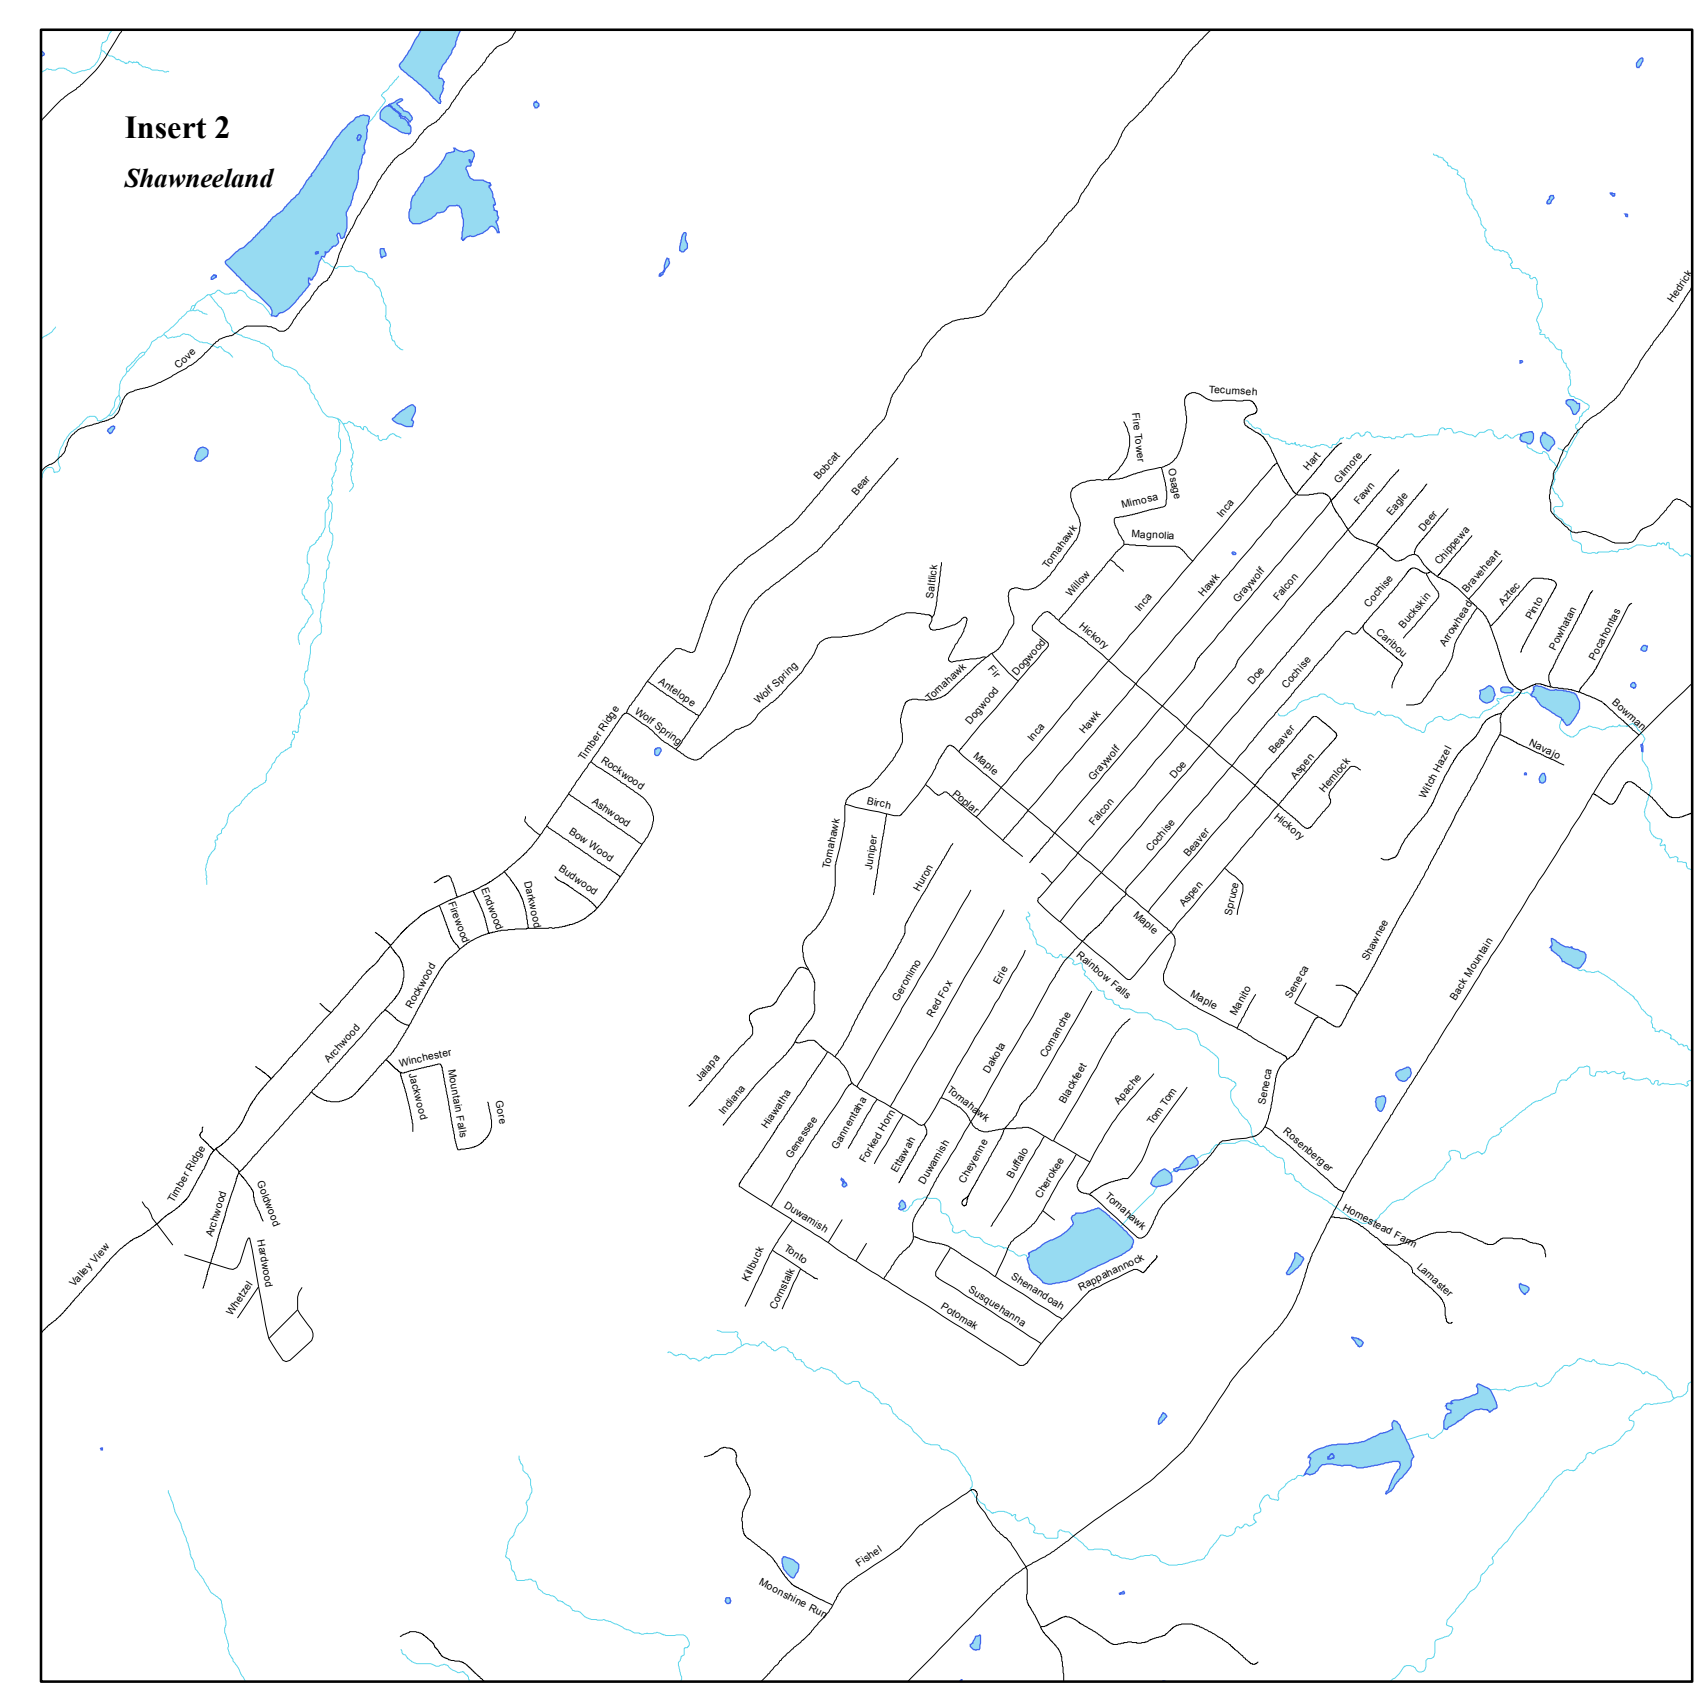 Insert 2
Shawneeland
Hedrick
Cove
Tecumseh
Fire Tower
Hart
Gilmore
Bobcat
Bear
Osage
Mimosa
Fawn
Eagle
Inca
Deer
Magnolia
Tomahawk
Chippewa
Braveheart
Saltlick
Willow
Hawk
Graywolf
Falcon
Cochise
Aztec
Inca
Buckskin
Arrowhead
Pinto
Powhatan
Pocahontas
Hickory
Caribou
Dogwood
Fir
Wolf Spring
Tomahawk
Antelope
Doe
Cochise
Dogwood
Timber Ridge
Wolf Spring
Inca
Hawk
Bowman
Beaver
Navajo
Rockwood
Maple
Graywolf
Doe
Aspen
Hemlock
Witch Hazel
Ashwood
Poplar
Birch
Falcon
Hickory
Bow Wood
Tomahawk
Juniper
Cochise
Beaver
Budwood
Huron
Aspen
Spruce
Darkwood
Endwood
Firewood
Maple
Shawnee
Rainbow Falls
Back Mountain
Rockwood
Geronimo
Red Fox
Erie
Seneca
Maple
Manito
Archwood
Comanche
Dakota
Winchester
Jalapa
Jackwood
Mountain Falls
Gore
Indiana
Hiawatha
Blackfeet
Seneca
Apache
Tom Tom
Tomahawk
Genessee
Gannentaha
Forked Horn
Ettawah
Duwamish
Cheyenne
Buffalo
Cherokee
Rosenberger
Timber Ridge
Archwood
Goldwood
Duwamish
Tomahawk
Homestead Farm
Valley View
Hardwood
Whetzel
Killbuck
Tonto
Cornstalk
Shenandoah
Rappahannock
Lamaster
Susquehanna
Potomak
Fishel
Moonshine Run